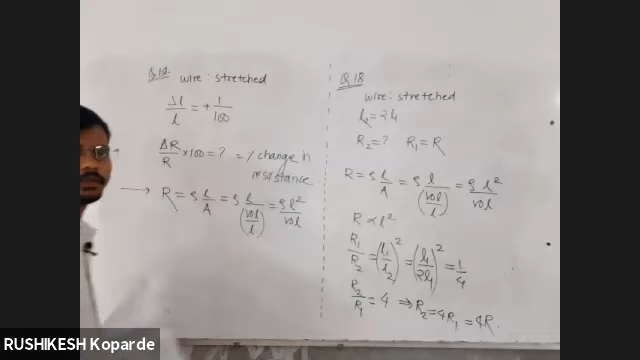 Q 19.
wire: stretched
Δl/l = +1/100
ΔR/R ×100 = ? = % change in
resistance
→ R = ρ l/A = ρ l/(vol/l) = ρl²/vol
Q 18
wire: stretched
l₂ = 2l₁
R₂ = ? R₁ = R
R = ρ l/A = ρ l/(vol/l) = ρl²/vol
R ∝ l²
R₁/R₂ = (l₁/l₂)² = (l₁/2l₁)² = 1/4
R₂/R₁ = 4 ⇒ R₂ = 4R₁ = 4R.
RUSHIKESH Koparde